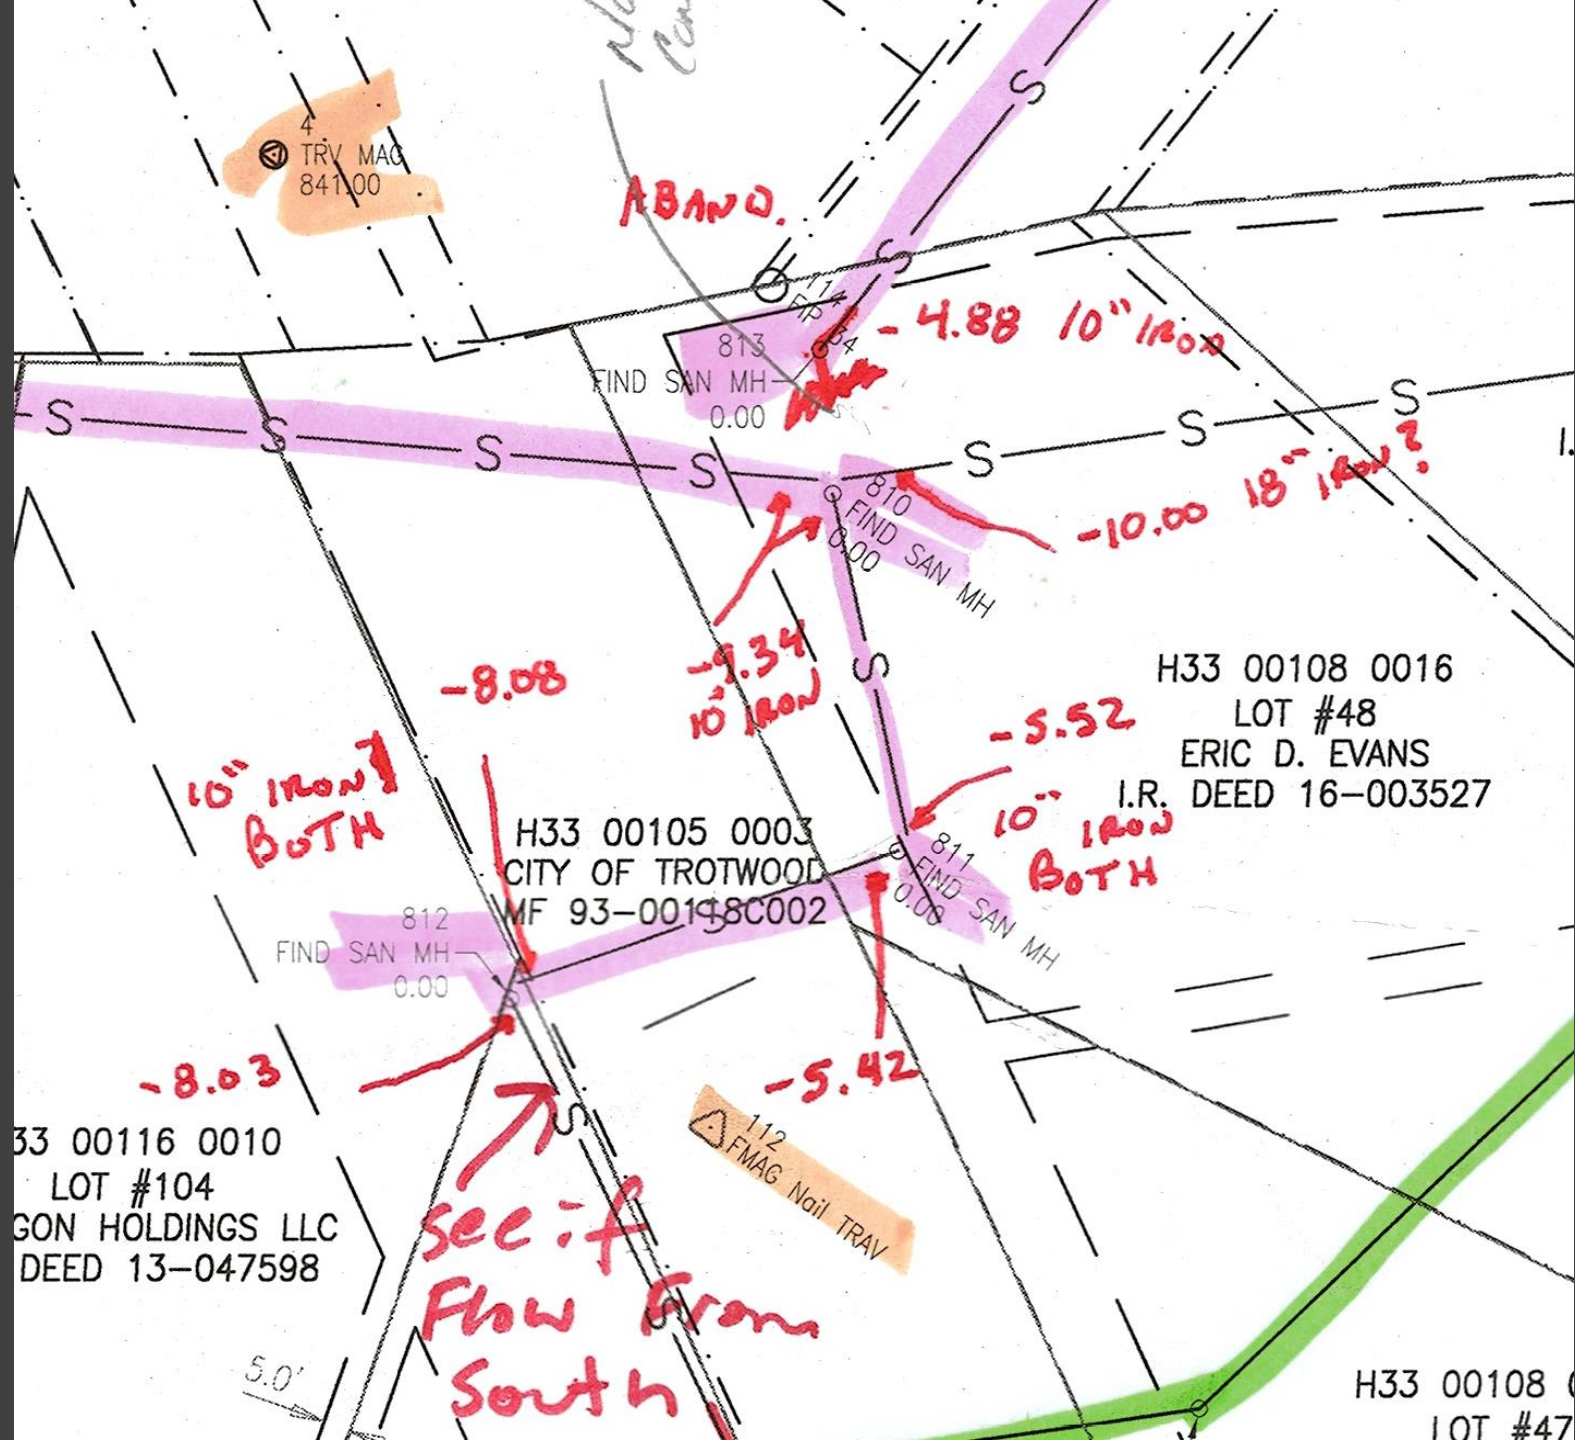 S
4
TRV MAG
841.00
ABAND.
S
- 4.88 10" IRON
813
FIND SAN MH
0.00
S
S
S
S
S
S
S
810
FIND SAN MH
0.00
-10.00 18" IRON?
-9.34
10" IRON
-8.08
S
H33 00108 0016
LOT #48
ERIC D. EVANS
I.R. DEED 16-003527
-5.52
10" IRON
BOTH
10" IRON
BOTH
H33 00105 0003
CITY OF TROTWOOD
MF 93-00118C002
S
811
FIND SAN MH
0.00
812
FIND SAN MH
0.00
-8.03
-5.42
S
112
FMAG Nail TRAV
33 00116 0010
LOT #104
GON HOLDINGS LLC
DEED 13-047598
see if
Flow From
South
S
5.0'
H33 00108
LOT #47